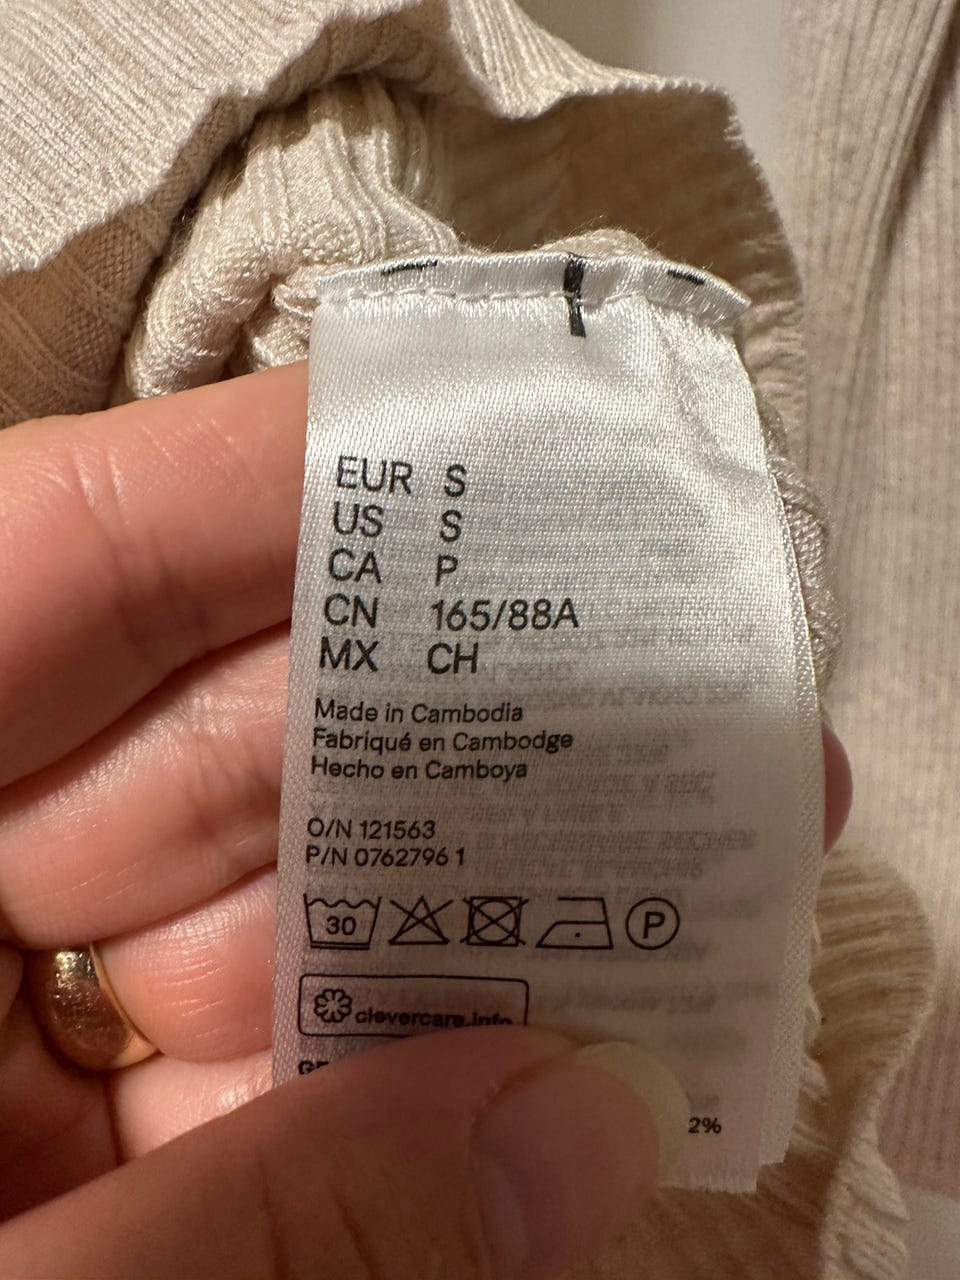 EUR S
US S
CA P
CN 165/88A
MX CH
Made in Cambodia
Fabriqué en Cambodge
Hecho en Camboya
O/N 121563
P/N 0762796 1
30
P
clevercare.info
2%